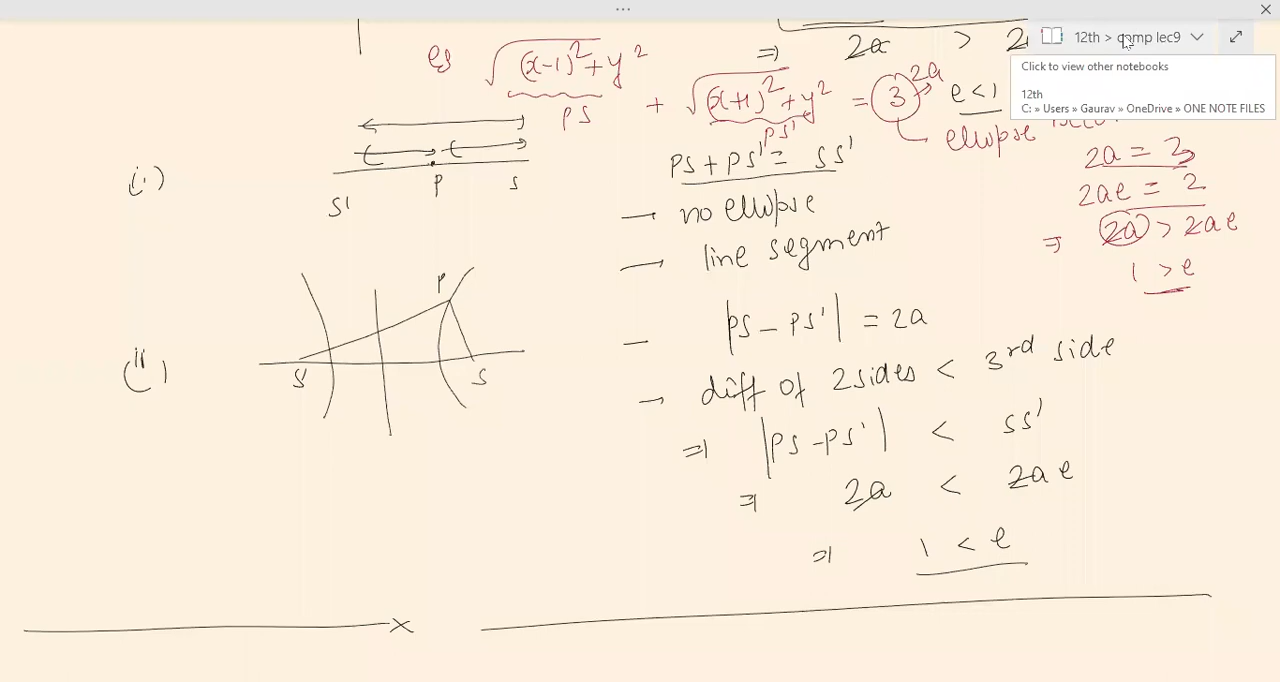 12th > comp lec9
Click to view other notebooks
12th
C: » Users » Gaurav » OneDrive » ONE NOTE FILES
⇒ 2a > 2
eg √(x-1)²+y² + √(x+1)²+y² = 3 → 2a e < 1
PS PS' ellipse
2a = 3
2ae = 2
⇒ 2a > 2ae
1 > e
(i) S' P S
PS + PS' = SS'
— no ellipse
— line segment
(ii) S' S P
— |PS - PS'| = 2a
— diff of 2 sides < 3rd side
⇒ |PS - PS'| < SS'
⇒ 2a < 2ae
⇒ 1 < e
x